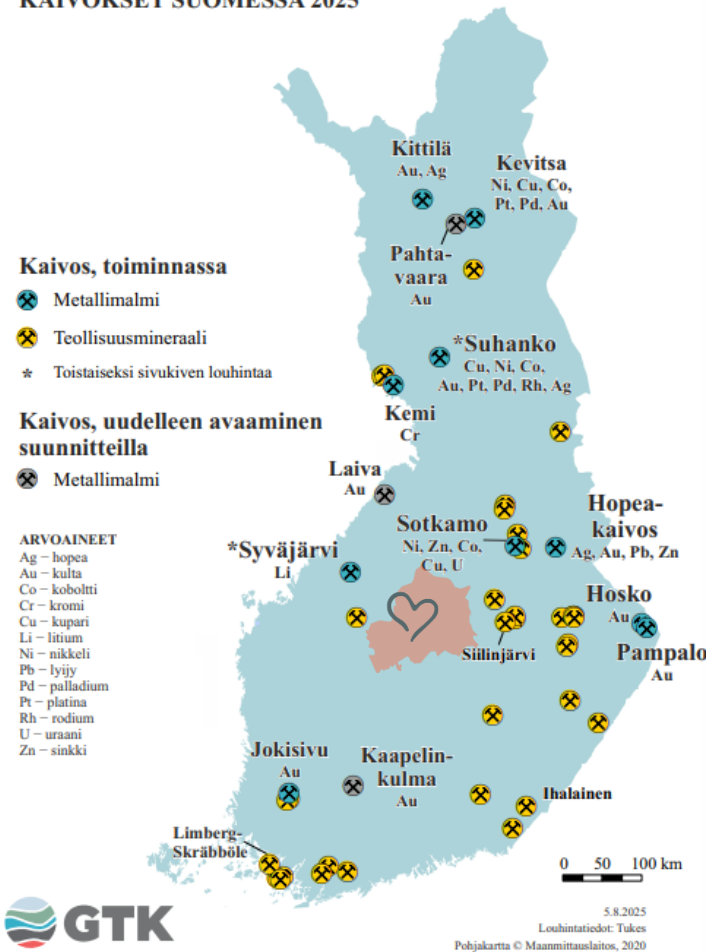 KAIVOKSET SUOMESSA 2025
Kittilä
Au, Ag
Kevitsa
Ni, Cu, Co,
Pt, Pd, Au
Pahta-
vaara
Au
Kaivos, toiminnassa
Metallimalmi
Teollisuusmineraali
* Toistaiseksi sivukiven louhintaa
Kaivos, uudelleen avaaminen
suunnitteilla
Metallimalmi
*Suhanko
Cu, Ni, Co,
Au, Pt, Pd, Rh, Ag
Kemi
Cr
Laiva
Au
Sotkamo
Ni, Zn, Co,
Cu, U
Hopea-
kaivos
Ag, Au, Pb, Zn
*Syväjärvi
Li
Hosko
Au
Pampalo
Au
Siilinjärvi
ARVOAINEET
Ag – hopea
Au – kulta
Co – koboltti
Cr – kromi
Cu – kupari
Li – litium
Ni – nikkeli
Pb – lyijy
Pd – palladium
Pt – platina
Rh – rodium
U – uraani
Zn – sinkki
Jokisivu
Au
Kaapelin-
kulma
Au
Ihalainen
Limberg-
Skräbböle
0 50 100 km
GTK
5.8.2025
Louhintatiedot: Tukes
Pohjakartta © Maanmittauslaitos, 2020